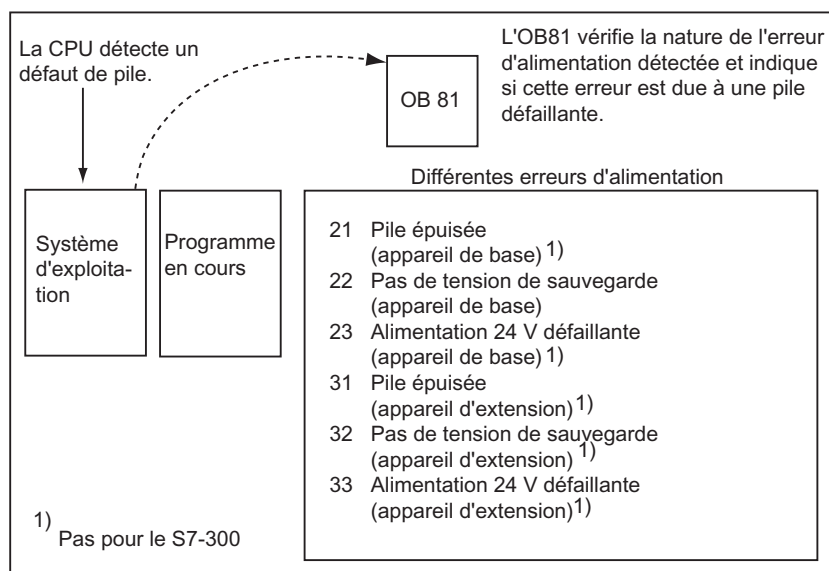 La CPU détecte un
défaut de pile.
OB 81
L'OB81 vérifie la nature de l'erreur
d'alimentation détectée et indique
si cette erreur est due à une pile
défaillante.
Système
d'exploita-
tion
Programme
en cours
Différentes erreurs d'alimentation
21 Pile épuisée
(appareil de base) 1)
22 Pas de tension de sauvegarde
(appareil de base)
23 Alimentation 24 V défaillante
(appareil de base) 1)
31 Pile épuisée
(appareil d'extension) 1)
32 Pas de tension de sauvegarde
(appareil d'extension) 1)
33 Alimentation 24 V défaillante
(appareil d'extension) 1)
1)
Pas pour le S7-300